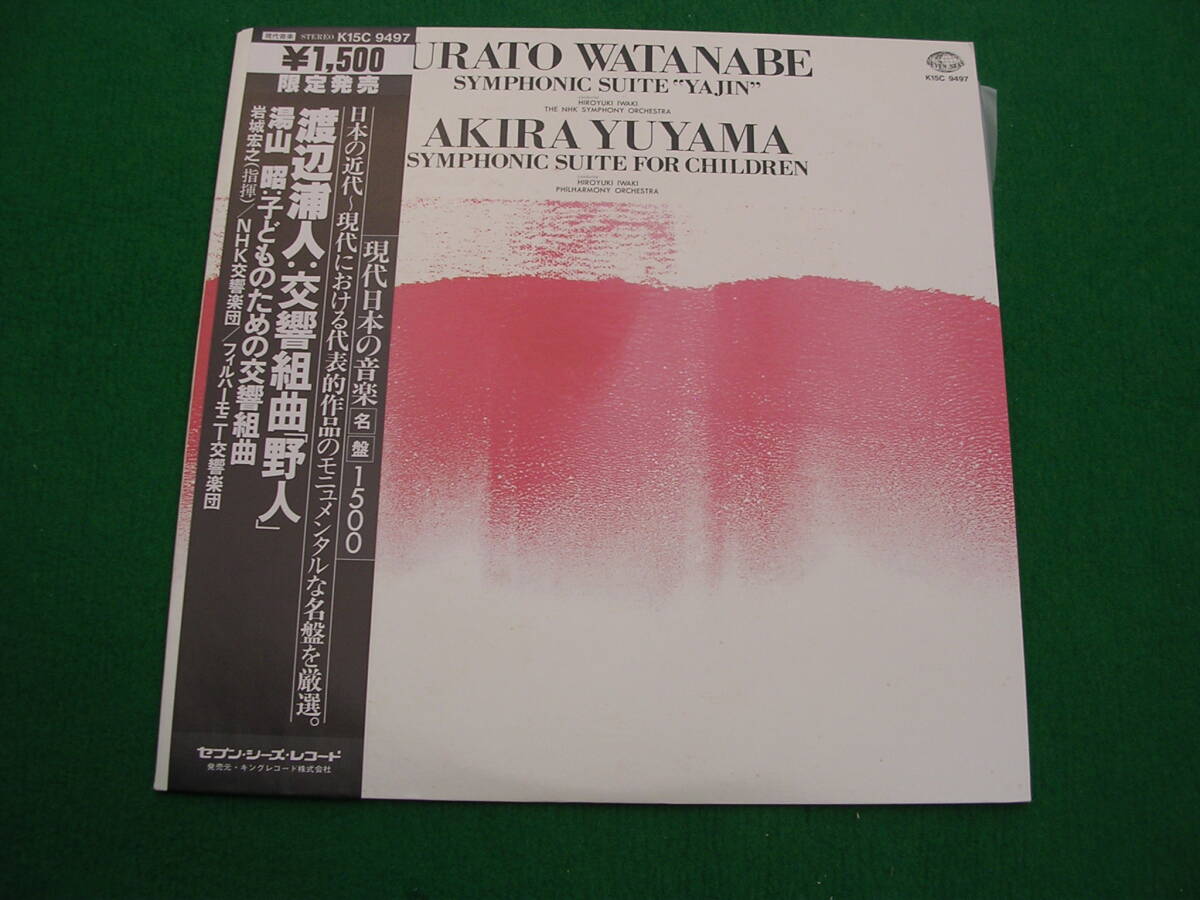 現代音楽 STEREO K15C 9497
¥1,500
限定発売
現代日本の音楽名盤1500
日本の近代〜現代における代表的作品のモニュメンタルな名盤を厳選。
渡辺浦人:交響組曲「野人」
湯山 昭:子どものための交響組曲
岩城宏之(指揮)/NHK交響楽団/フィルハーモニー交響楽団
セブン・シーズ・レコード
発売元・キングレコード株式会社
URATO WATANABE
SYMPHONIC SUITE "YAJIN"
HIROYUKI IWAKI
THE NHK SYMPHONY ORCHESTRA
AKIRA YUYAMA
SYMPHONIC SUITE FOR CHILDREN
HIROYUKI IWAKI
PHILHARMONY ORCHESTRA
SEVEN SEAS
K15C 9497